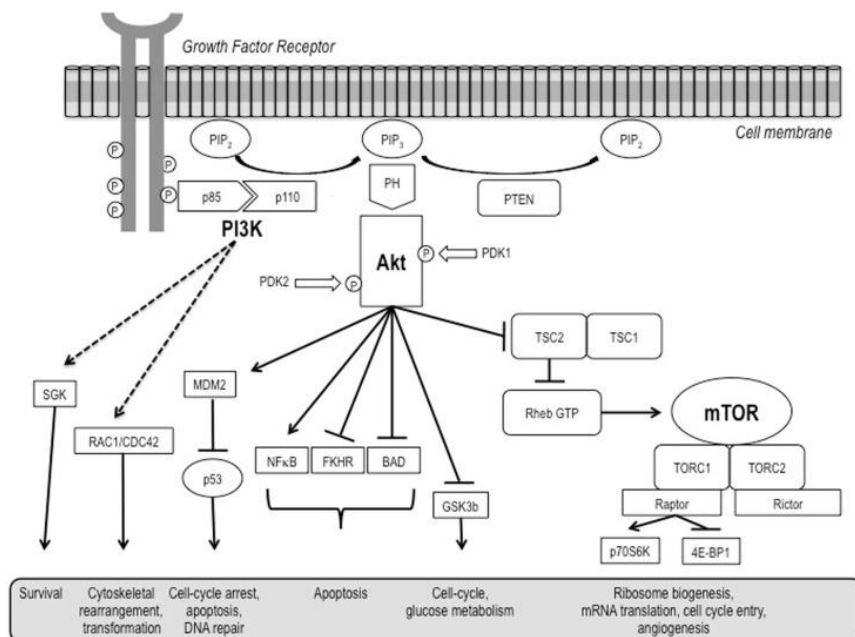 Growth Factor Receptor
Cell membrane
PIP2
PIP3
PIP2
P
P
P
P
P
p85
p110
PH
PTEN
PI3K
Akt
P
PDK1
PDK2
P
TSC2
TSC1
SGK
MDM2
Rheb GTP
mTOR
RAC1/CDC42
NFκB
FKHR
BAD
TORC1
TORC2
p53
Raptor
Rictor
GSK3b
p70S6K
4E-BP1
Survival
Cytoskeletal
rearrangement,
transformation
Cell-cycle arrest,
apoptosis,
DNA repair
Apoptosis
Cell-cycle,
glucose metabolism
Ribosome biogenesis,
mRNA translation, cell cycle entry,
angiogenesis